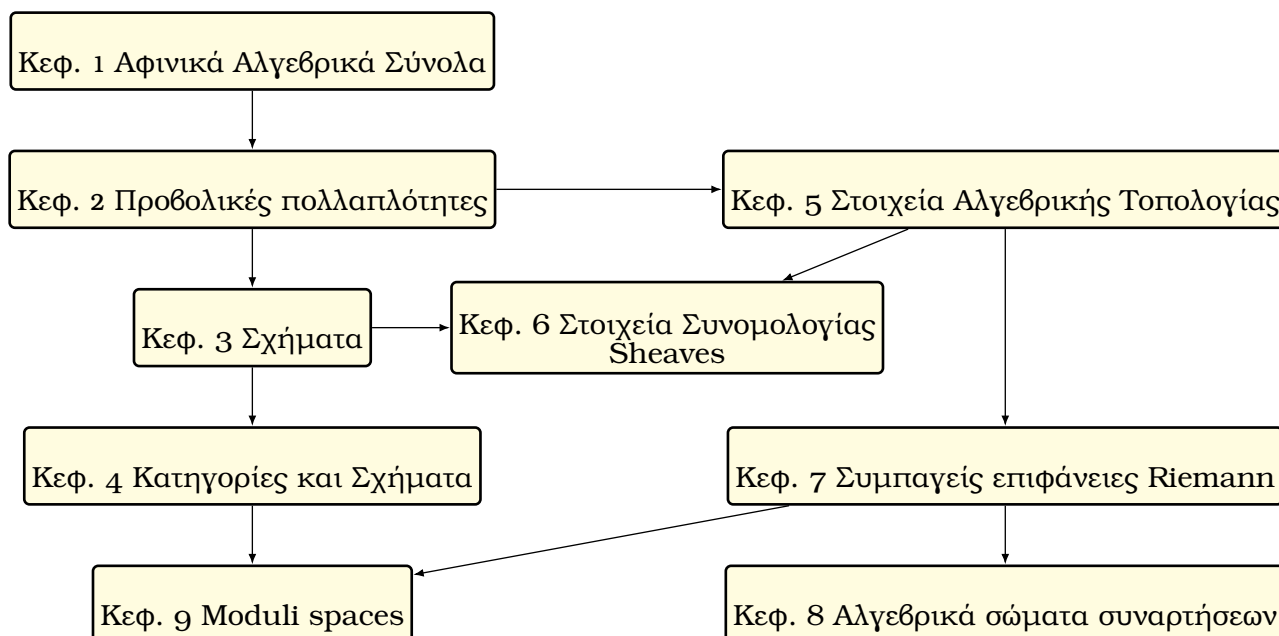 Κεφ. 1 Αφινικά Αλγεβρικά Σύνολα
Κεφ. 2 Προβολικές πολλαπλότητες
Κεφ. 5 Στοιχεία Αλγεβρικής Τοπολογίας
Κεφ. 3 Σχήματα
Κεφ. 6 Στοιχεία Συνομολογίας
Sheaves
Κεφ. 4 Κατηγορίες και Σχήματα
Κεφ. 7 Συμπαγείς επιφάνειες Riemann
Κεφ. 9 Moduli spaces
Κεφ. 8 Αλγεβρικά σώματα συναρτήσεων